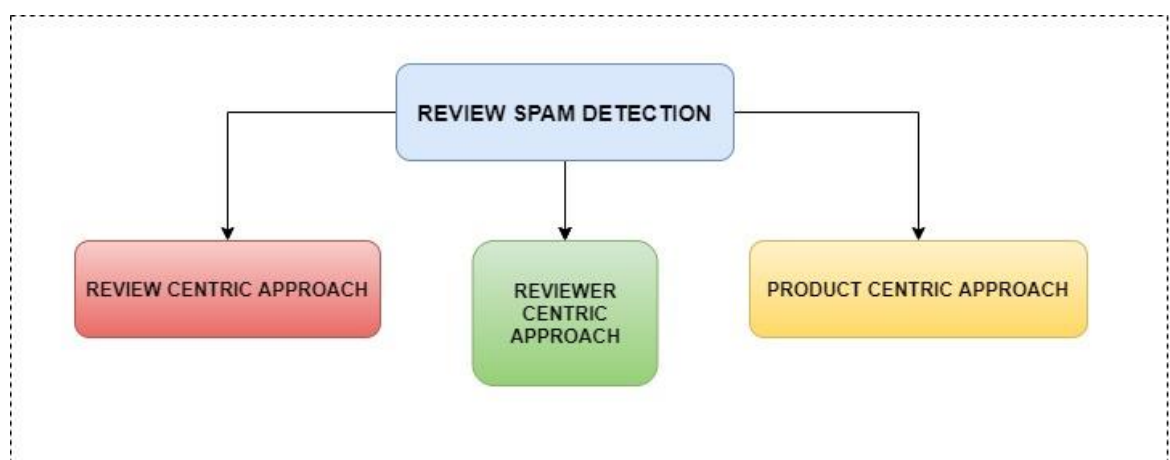 REVIEW SPAM DETECTION
REVIEW CENTRIC APPROACH
REVIEWER
CENTRIC
APPROACH
PRODUCT CENTRIC APPROACH